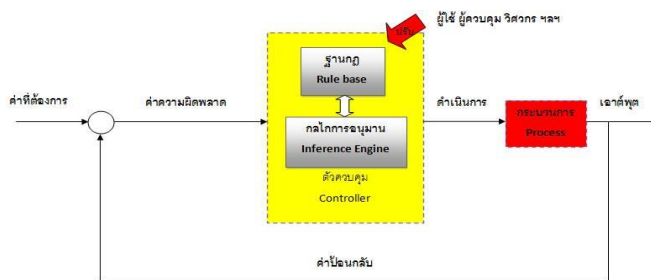 ผู้ใช้ ผู้ควบคุม วิศวกร ฯลฯ
ปรับ
ฐานกฎ
Rule base
ค่าที่ต้องการ
ค่าความผิดพลาด
ดำเนินการ
กระบวนการ
Process
เอาต์พุต
กลไกการอนุมาน
Inference Engine
ตัวควบคุม
Controller
ค่าป้อนกลับ